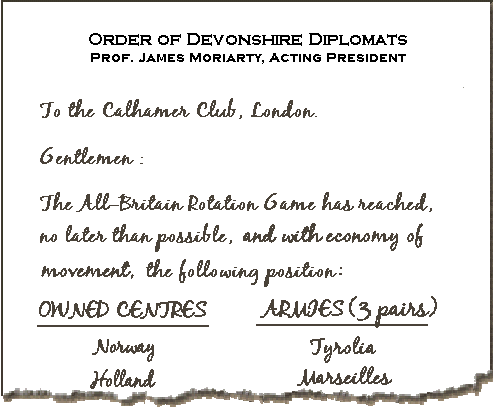 ORDER OF DEVONSHIRE DIPLOMATS
PROF. JAMES MORIARTY, ACTING PRESIDENT
To the Calhamer Club, London.
Gentlemen :
The All-Britain Rotation Game has reached,
no later than possible, and with economy of
movement, the following position:
OWNED CENTRES ARMIES (3 pairs)
Norway Tyrolia
Holland Marseilles